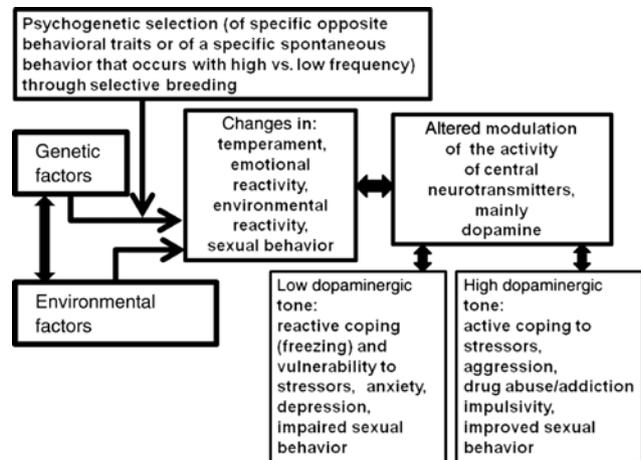 Psychogenetic selection (of specific opposite
behavioral traits or of a specific spontaneous
behavior that occurs with high vs. low frequency)
through selective breeding
Genetic
factors
Changes in:
temperament,
emotional
reactivity,
environmental
reactivity,
sexual behavior
Altered modulation
of the activity
of central
neurotransmitters,
mainly
dopamine
Environmental
factors
Low dopaminergic
tone:
reactive coping
(freezing) and
vulnerability to
stressors, anxiety,
depression,
impaired sexual
behavior
High dopaminergic
tone:
active coping to
stressors,
aggression,
drug abuse/addiction
impulsivity,
improved sexual
behavior